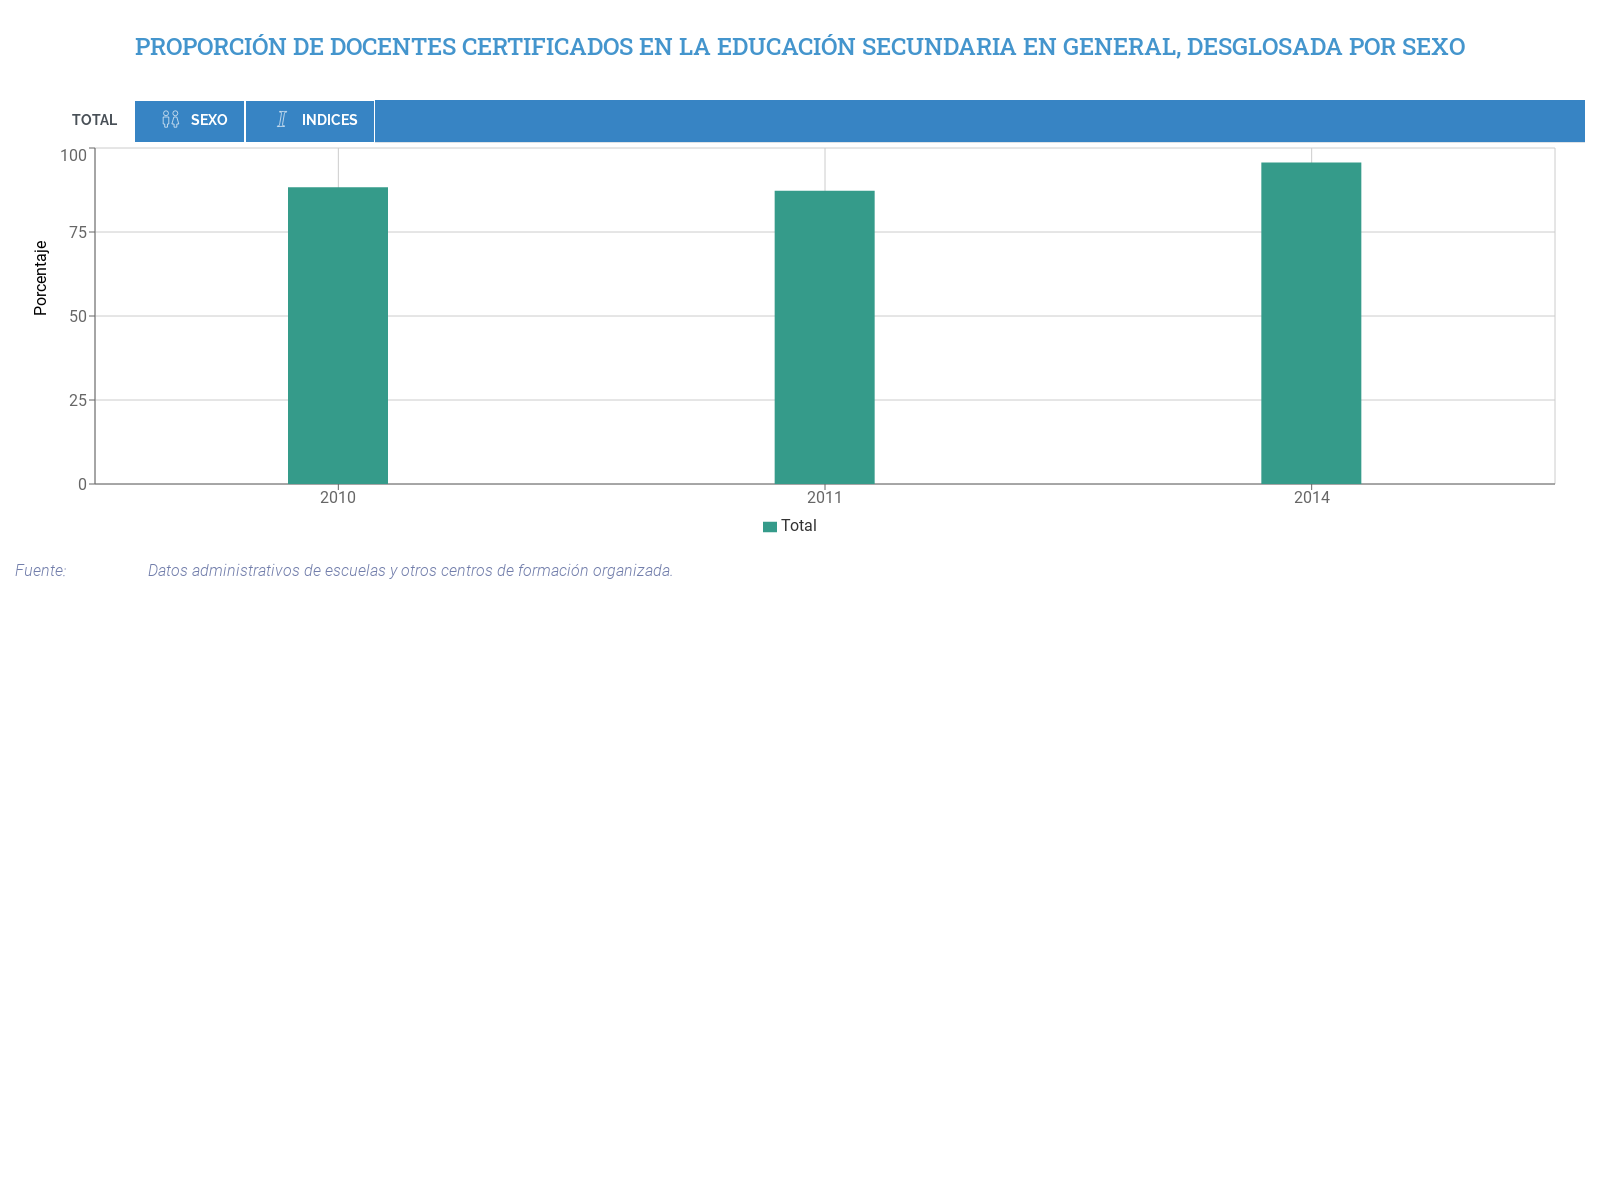 PROPORCIÓN DE DOCENTES CERTIFICADOS EN LA EDUCACIÓN SECUNDARIA EN GENERAL, DESGLOSADA POR SEXO
TOTAL SEXO INDICES
100
75
50
25
0
Porcentaje
2010 2011 2014
Total
Fuente: Datos administrativos de escuelas y otros centros de formación organizada.